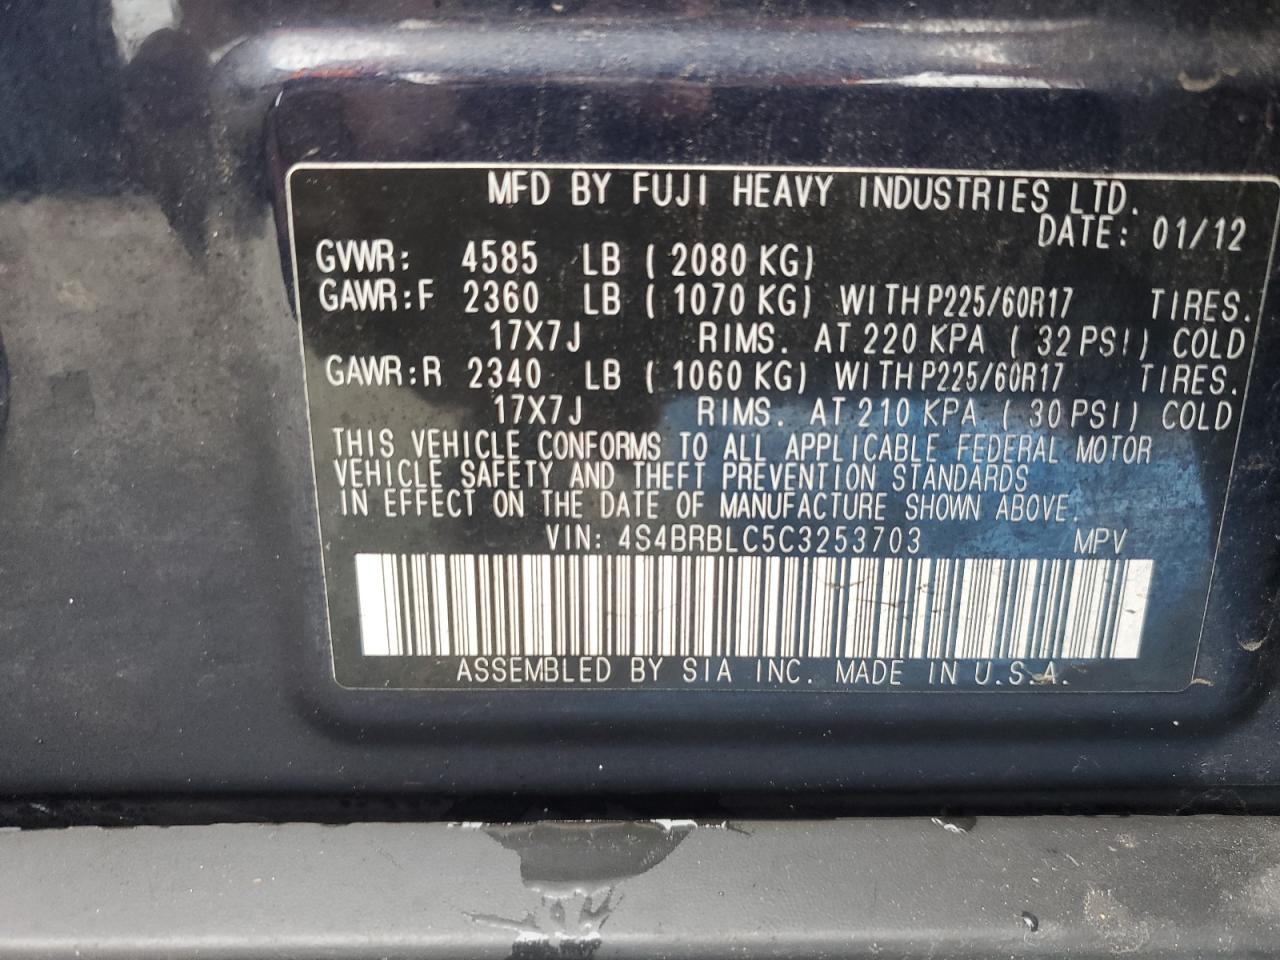 MFD BY FUJI HEAVY INDUSTRIES LTD.
DATE: 01/12
GVWR: 4585 LB (2080 KG)
GAWR:F 2360 LB (1070 KG) WITH P225/60R17 TIRES.
17X7J RIMS. AT 220 KPA (32 PSI) COLD
GAWR:R 2340 LB (1060 KG) WITH P225/60R17 TIRES.
17X7J RIMS. AT 210 KPA (30 PSI) COLD
THIS VEHICLE CONFORMS TO ALL APPLICABLE FEDERAL MOTOR
VEHICLE SAFETY AND THEFT PREVENTION STANDARDS
IN EFFECT ON THE DATE OF MANUFACTURE SHOWN ABOVE.
VIN: 4S4BRBLC5C3253703 MPV
ASSEMBLED BY SIA INC. MADE IN U.S.A.